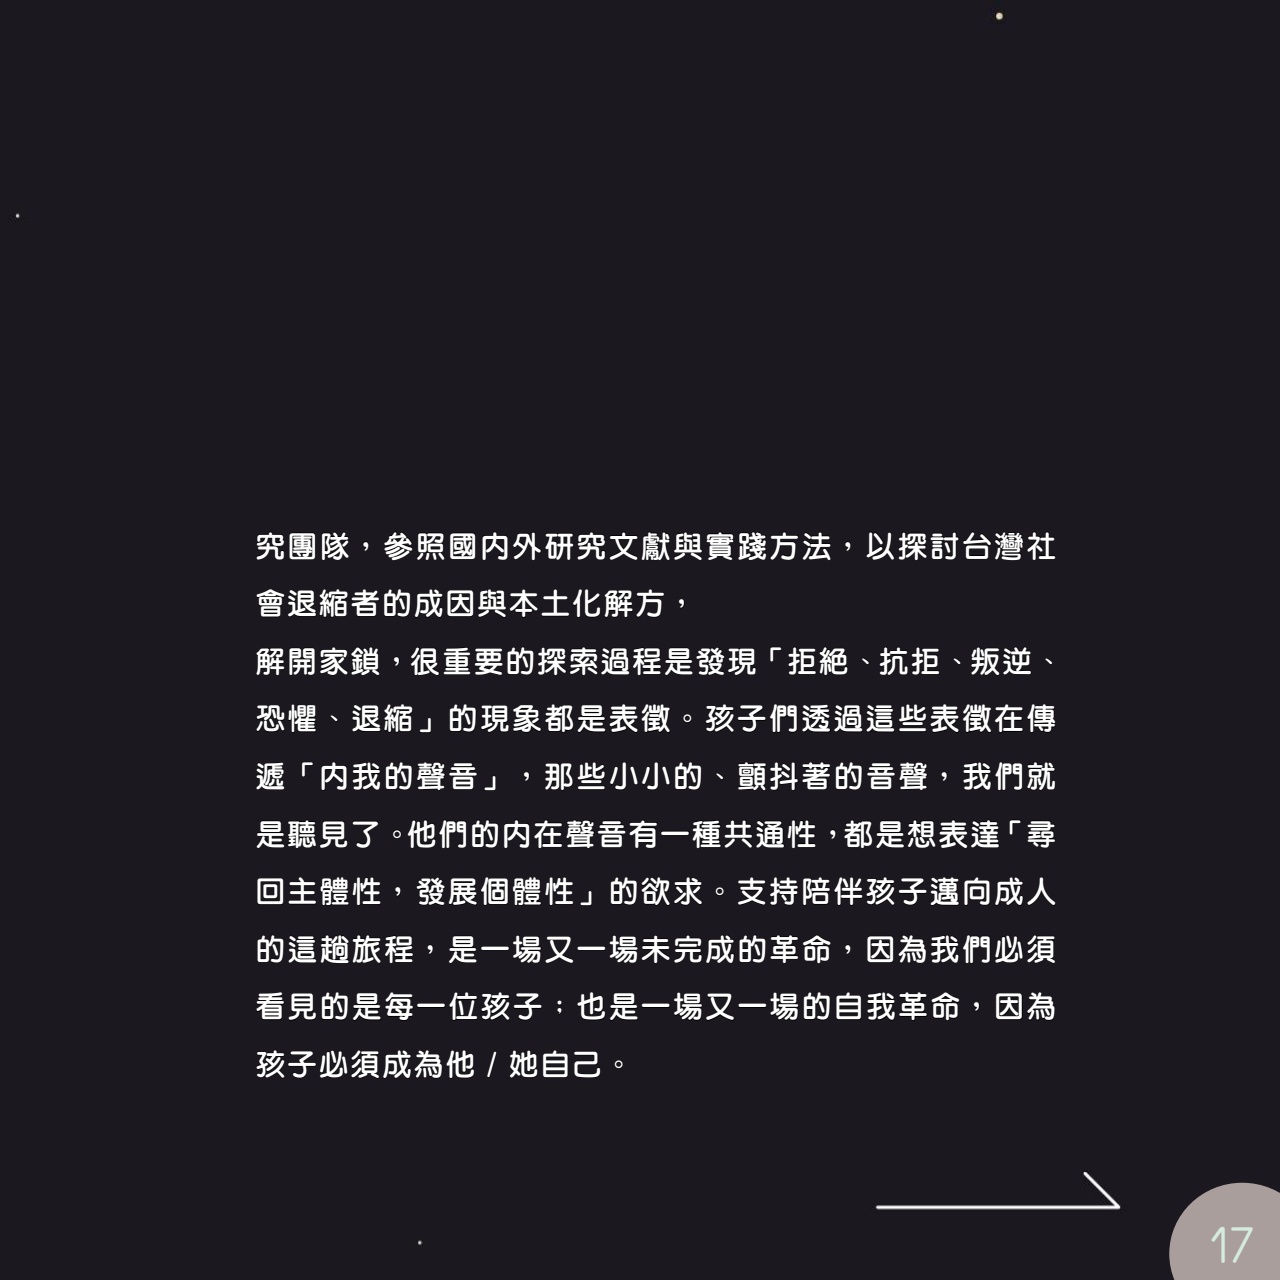 究團隊，參照國内外研究文獻與實踐方法，以探討台灣社
會退縮者的成因與本土化解方，
解開家鎖，很重要的探索過程是發現「拒絶、抗拒、叛逆、
恐懼、退縮」的現象都是表徵。孩子們透過這些表徵在傳
遞「内我的聲音」，那些小小的、顫抖著的音聲，我們就
是聽見了。他們的内在聲音有一種共通性，都是想表達「尋
回主體性，發展個體性」的欲求。支持陪伴孩子邁向成人
的這趟旅程，是一場又一場未完成的革命，因為我們必須
看見的是每一位孩子；也是一場又一場的自我革命，因為
孩子必須成為他 / 她自己。
17